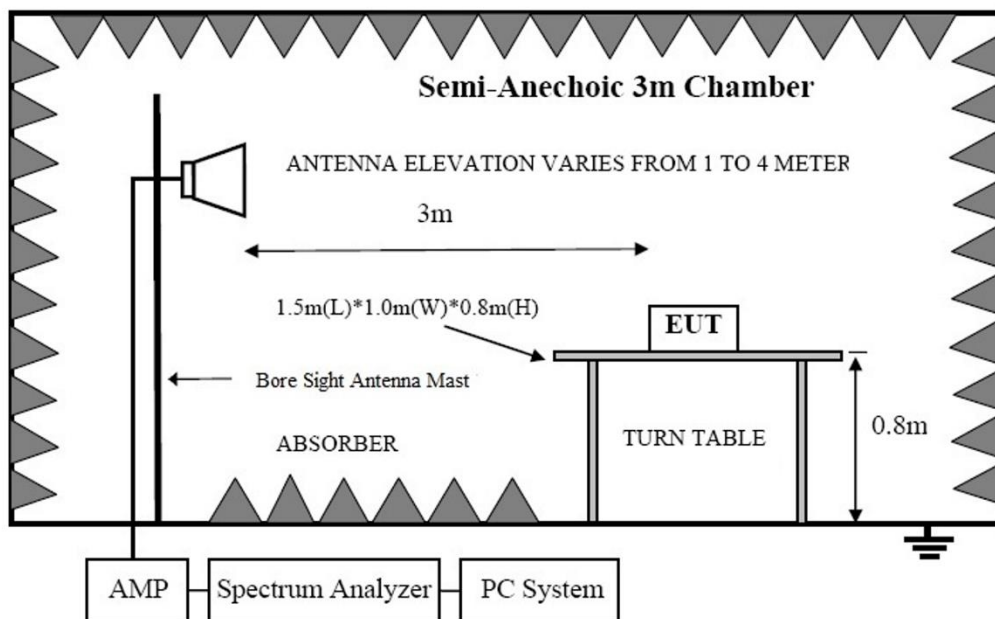 Semi-Anechoic 3m Chamber
ANTENNA ELEVATION VARIES FROM 1 TO 4 METER
3m
1.5m(L)*1.0m(W)*0.8m(H)
EUT
Bore Sight Antenna Mast
0.8m
ABSORBER
TURN TABLE
AMP
Spectrum Analyzer
PC System